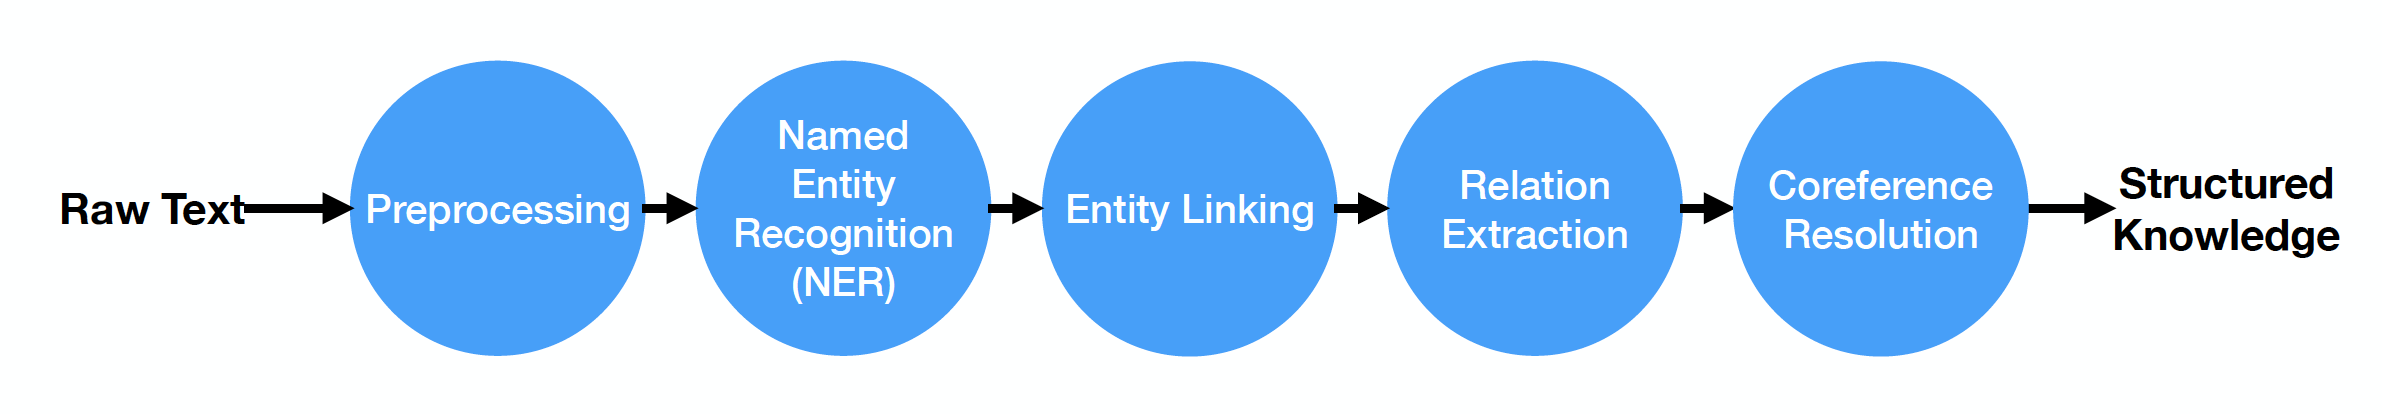 Raw Text
Preprocessing
Named
Entity
Recognition
(NER)
Entity Linking
Relation
Extraction
Coreference
Resolution
Structured
Knowledge